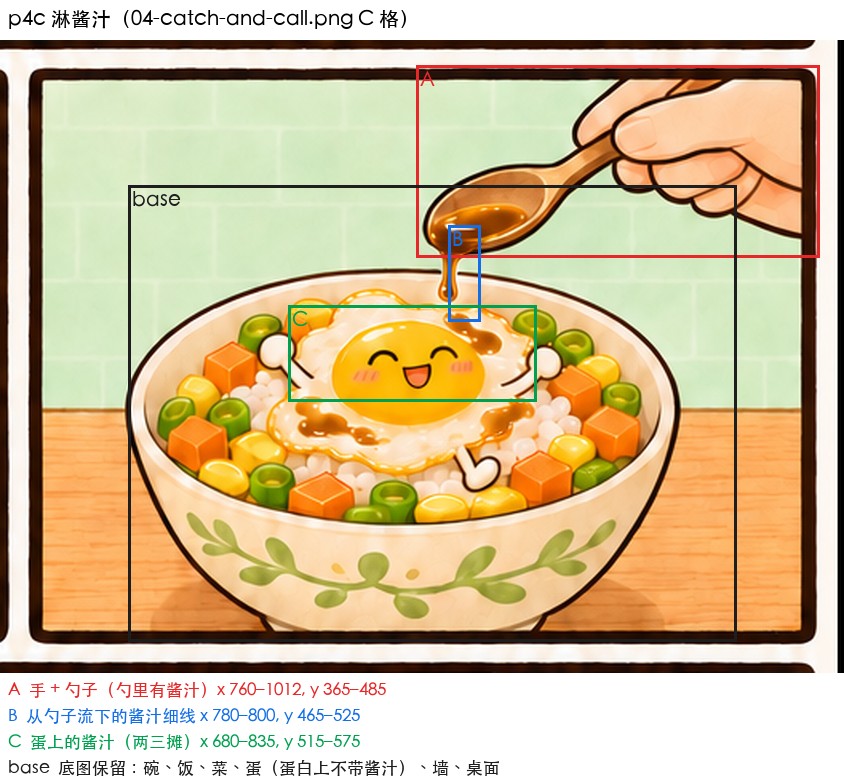 p4c 淋酱汁（04-catch-and-call.png C 格）
A
base
B
C
A 手 + 勺子（勺里有酱汁）x 760–1012, y 365–485
B 从勺子流下的酱汁细线 x 780–800, y 465–525
C 蛋上的酱汁（两三摊）x 680–835, y 515–575
base 底图保留：碗、饭、菜、蛋（蛋白上不带酱汁）、墙、桌面